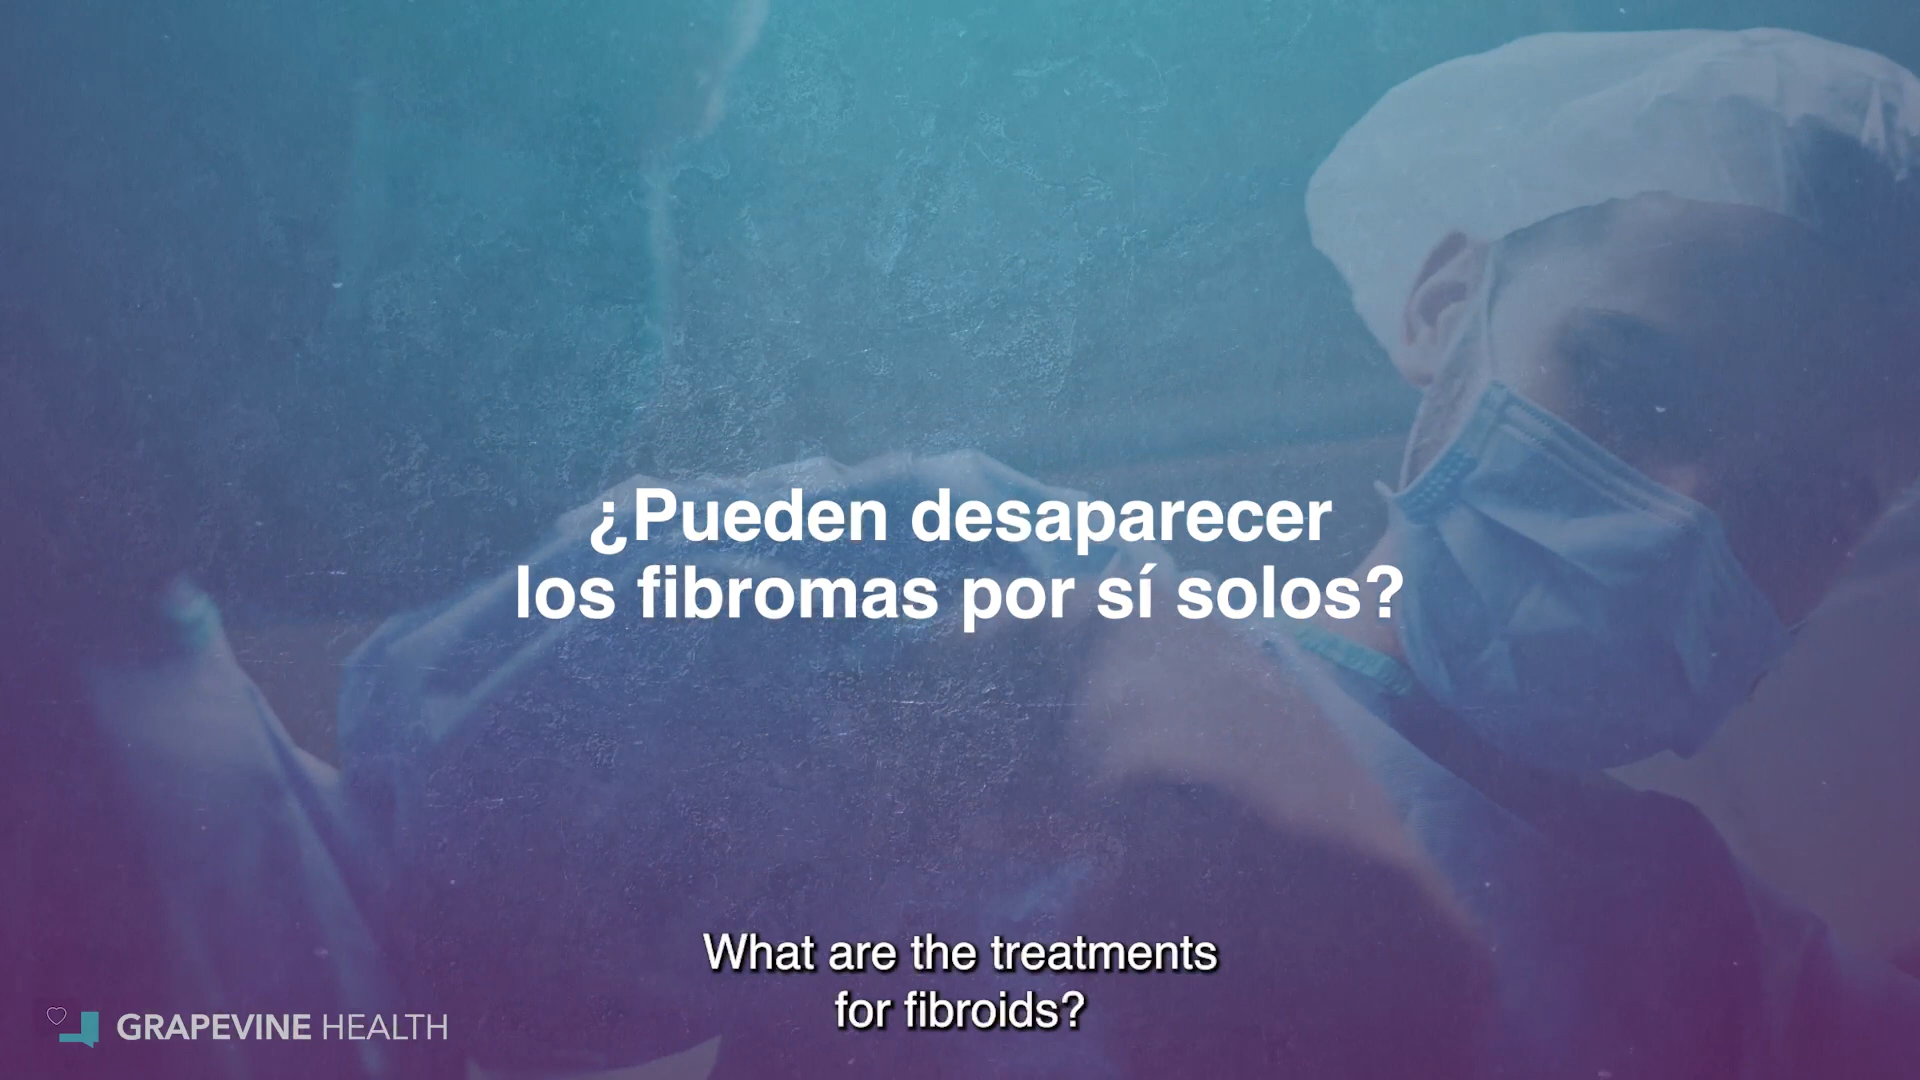 ¿Pueden desaparecer
los fibromas por sí solos?
What are the treatments
for fibroids?
GRAPEVINE HEALTH